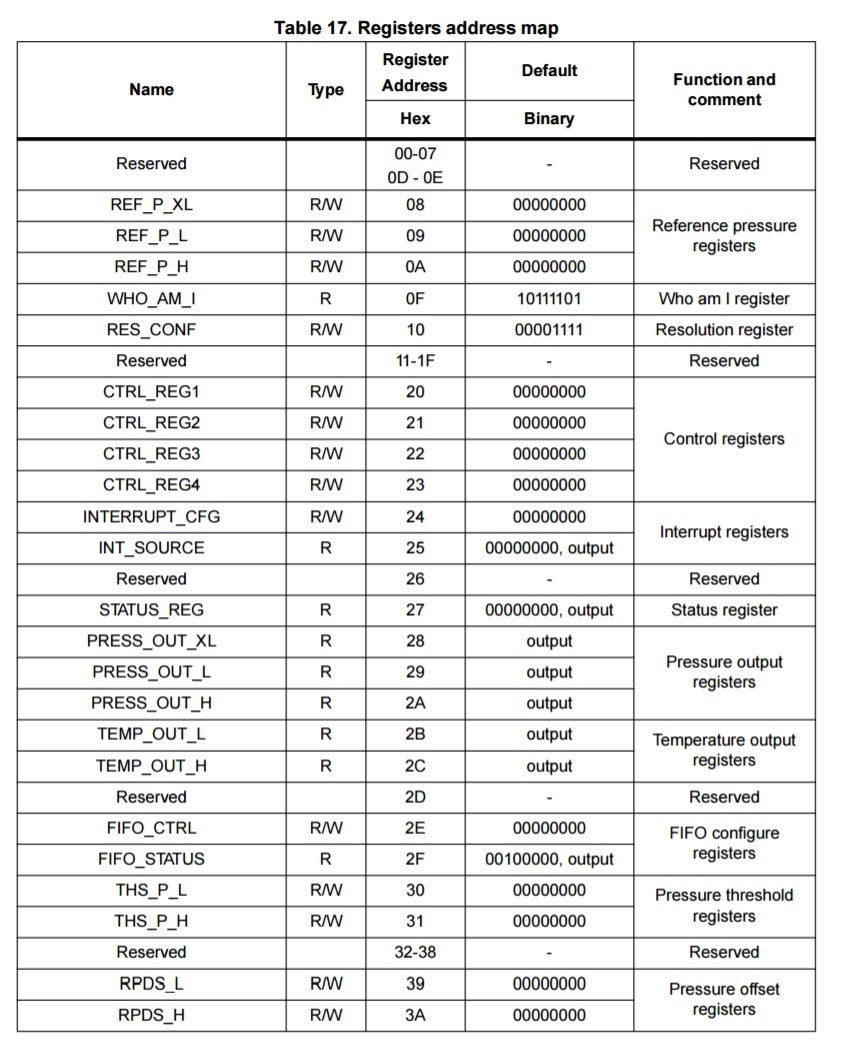 Table 17. Registers address map
Name Type Register Address Default Function and comment
Hex Binary
Reserved 00-07 0D - 0E - Reserved
REF_P_XL R/W 08 00000000 Reference pressure registers
REF_P_L R/W 09 00000000
REF_P_H R/W 0A 00000000
WHO_AM_I R 0F 10111101 Who am I register
RES_CONF R/W 10 00001111 Resolution register
Reserved 11-1F - Reserved
CTRL_REG1 R/W 20 00000000 Control registers
CTRL_REG2 R/W 21 00000000
CTRL_REG3 R/W 22 00000000
CTRL_REG4 R/W 23 00000000
INTERRUPT_CFG R/W 24 00000000 Interrupt registers
INT_SOURCE R 25 00000000, output
Reserved 26 - Reserved
STATUS_REG R 27 00000000, output Status register
PRESS_OUT_XL R 28 output Pressure output registers
PRESS_OUT_L R 29 output
PRESS_OUT_H R 2A output
TEMP_OUT_L R 2B output Temperature output registers
TEMP_OUT_H R 2C output
Reserved 2D - Reserved
FIFO_CTRL R/W 2E 00000000 FIFO configure registers
FIFO_STATUS R 2F 00100000, output
THS_P_L R/W 30 00000000 Pressure threshold registers
THS_P_H R/W 31 00000000
Reserved 32-38 - Reserved
RPDS_L R/W 39 00000000 Pressure offset registers
RPDS_H R/W 3A 00000000